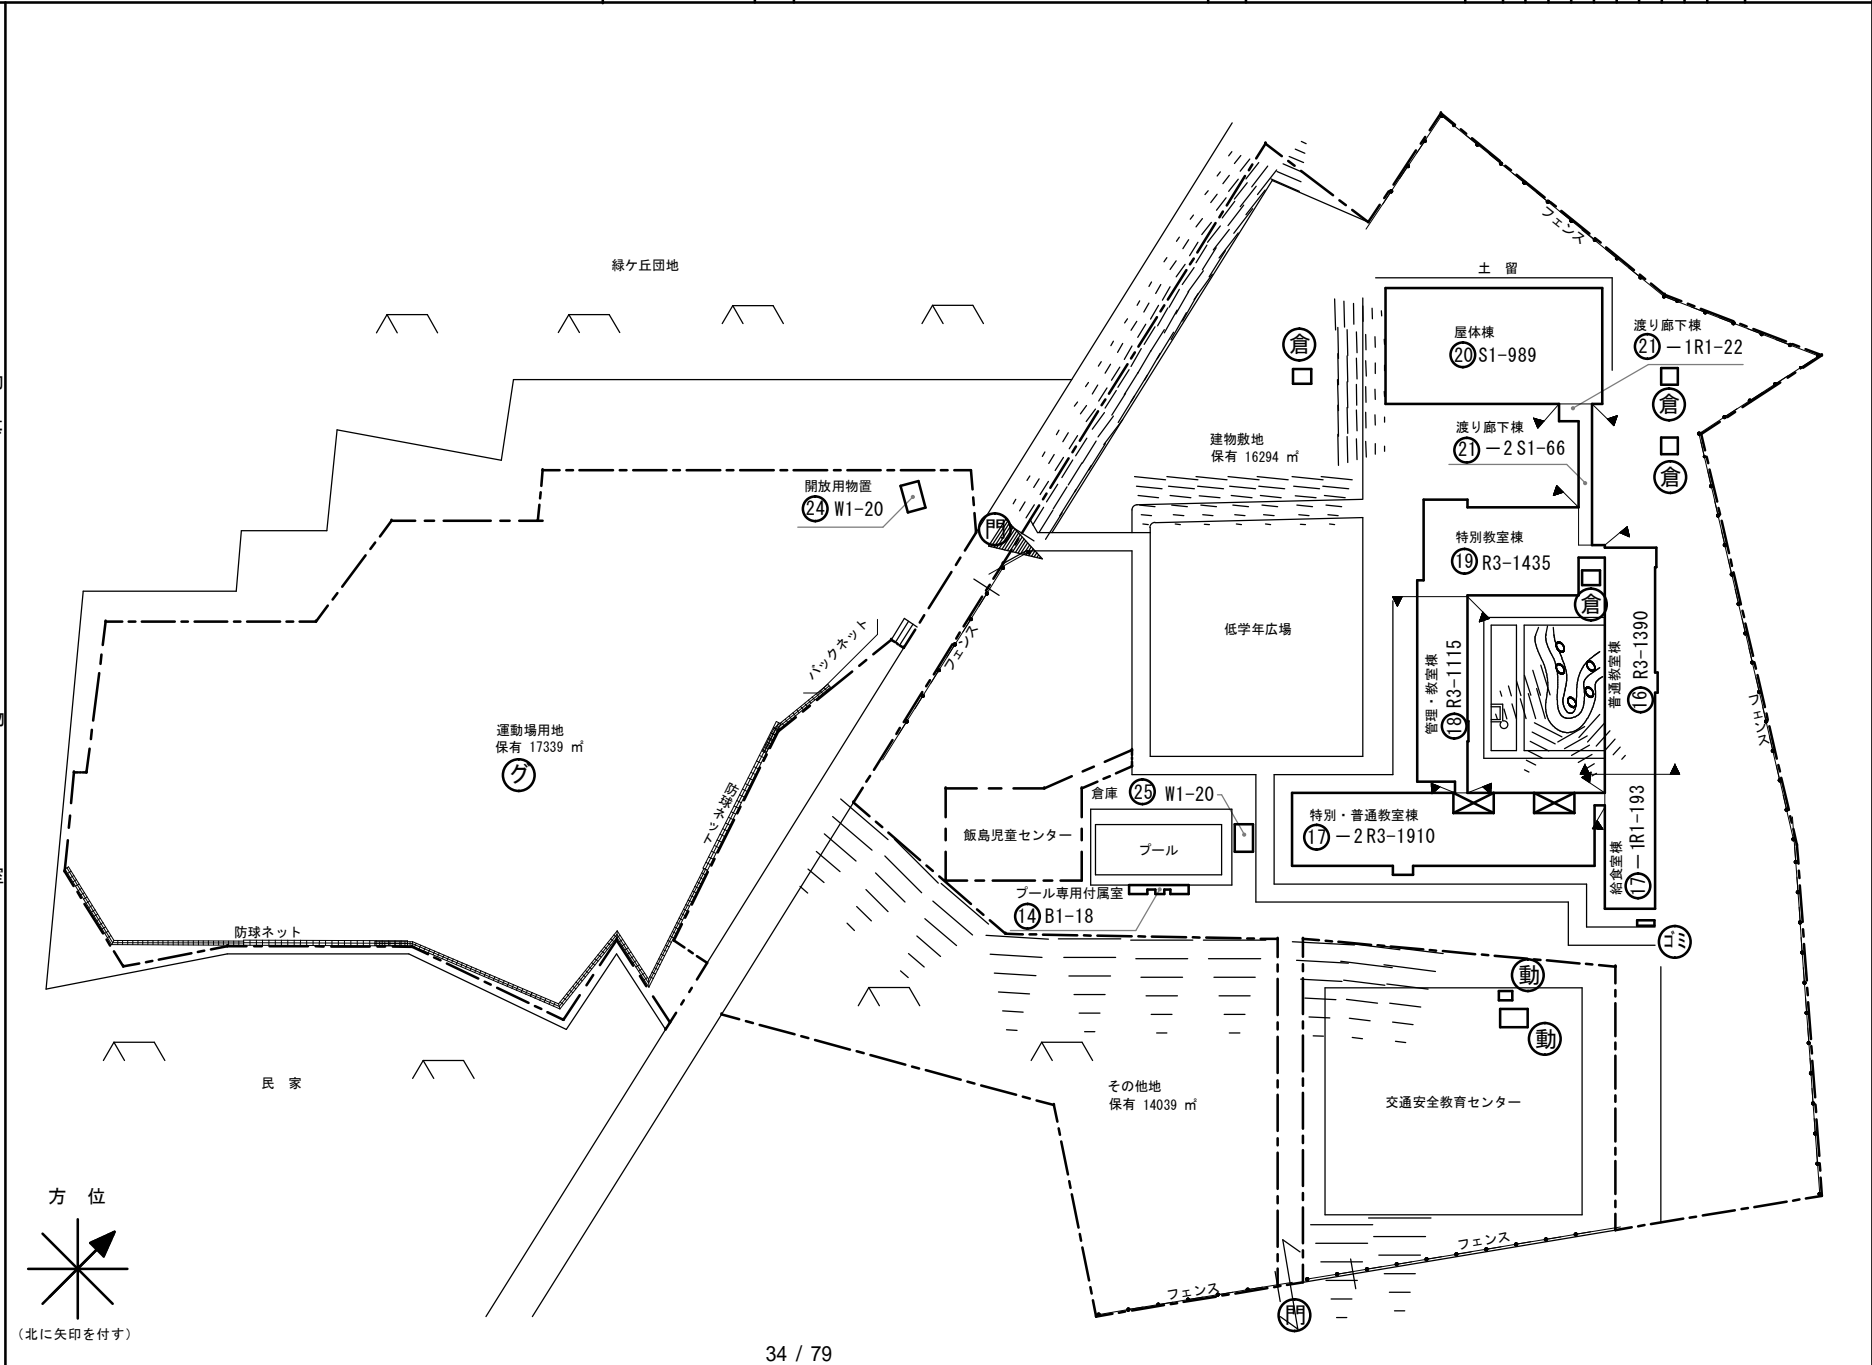 緑ケ丘団地
フェンス
土 留
屋体棟
⑳ S1-989
渡り廊下棟
㉑ －1R1-22
倉
倉
倉
渡り廊下棟
㉑ －2 S1-66
建物敷地
保有 16294 ㎡
開放用物置
㉔ W1-20
門
特別教室棟
⑲ R3-1435
倉
低学年広場
バックネット
フェンス
管理・教室棟
⑱ R3-1115
普通教室棟
⑯ R3-1390
フェンス
運動場用地
保有 17339 ㎡
グ
防球ネット
倉庫 ㉕ W1-20
飯島児童センター
プール
特別・普通教室棟
⑰ －2 R3-1910
給食室棟
⑰ －1R1-193
プール専用付属室
⑭ B1-18
防球ネット
ゴミ
動
動
民 家
その他地
保有 14039 ㎡
交通安全教育センター
フェンス
フェンス
門
方 位
(北に矢印を付す)
34 / 79